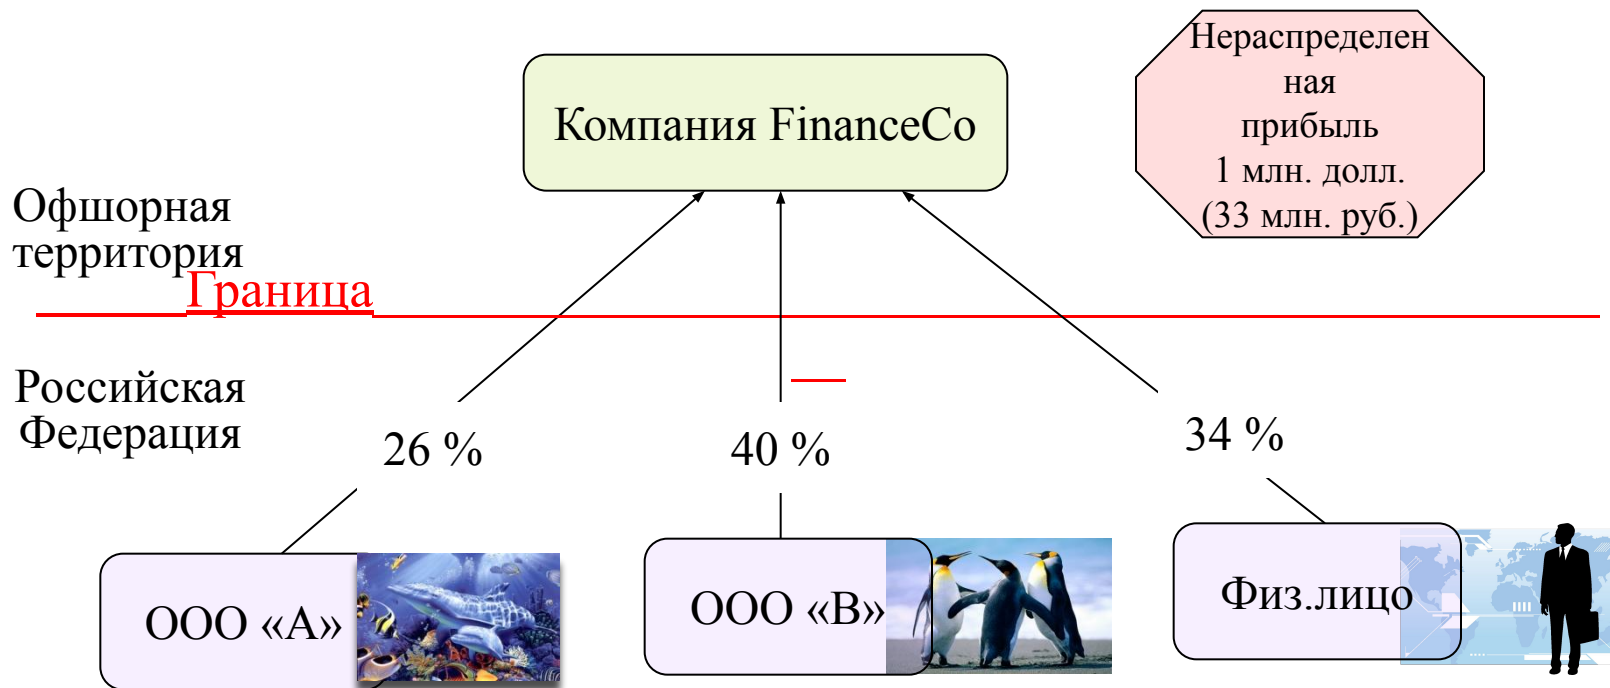 Нераспределен
ная
прибыль
1 млн. долл.
(33 млн. руб.)
Компания FinanceCo
Офшорная
территория
Граница
Российская
Федерация
26 %
40 %
34 %
ООО «А»
ООО «В»
Физ.лицо